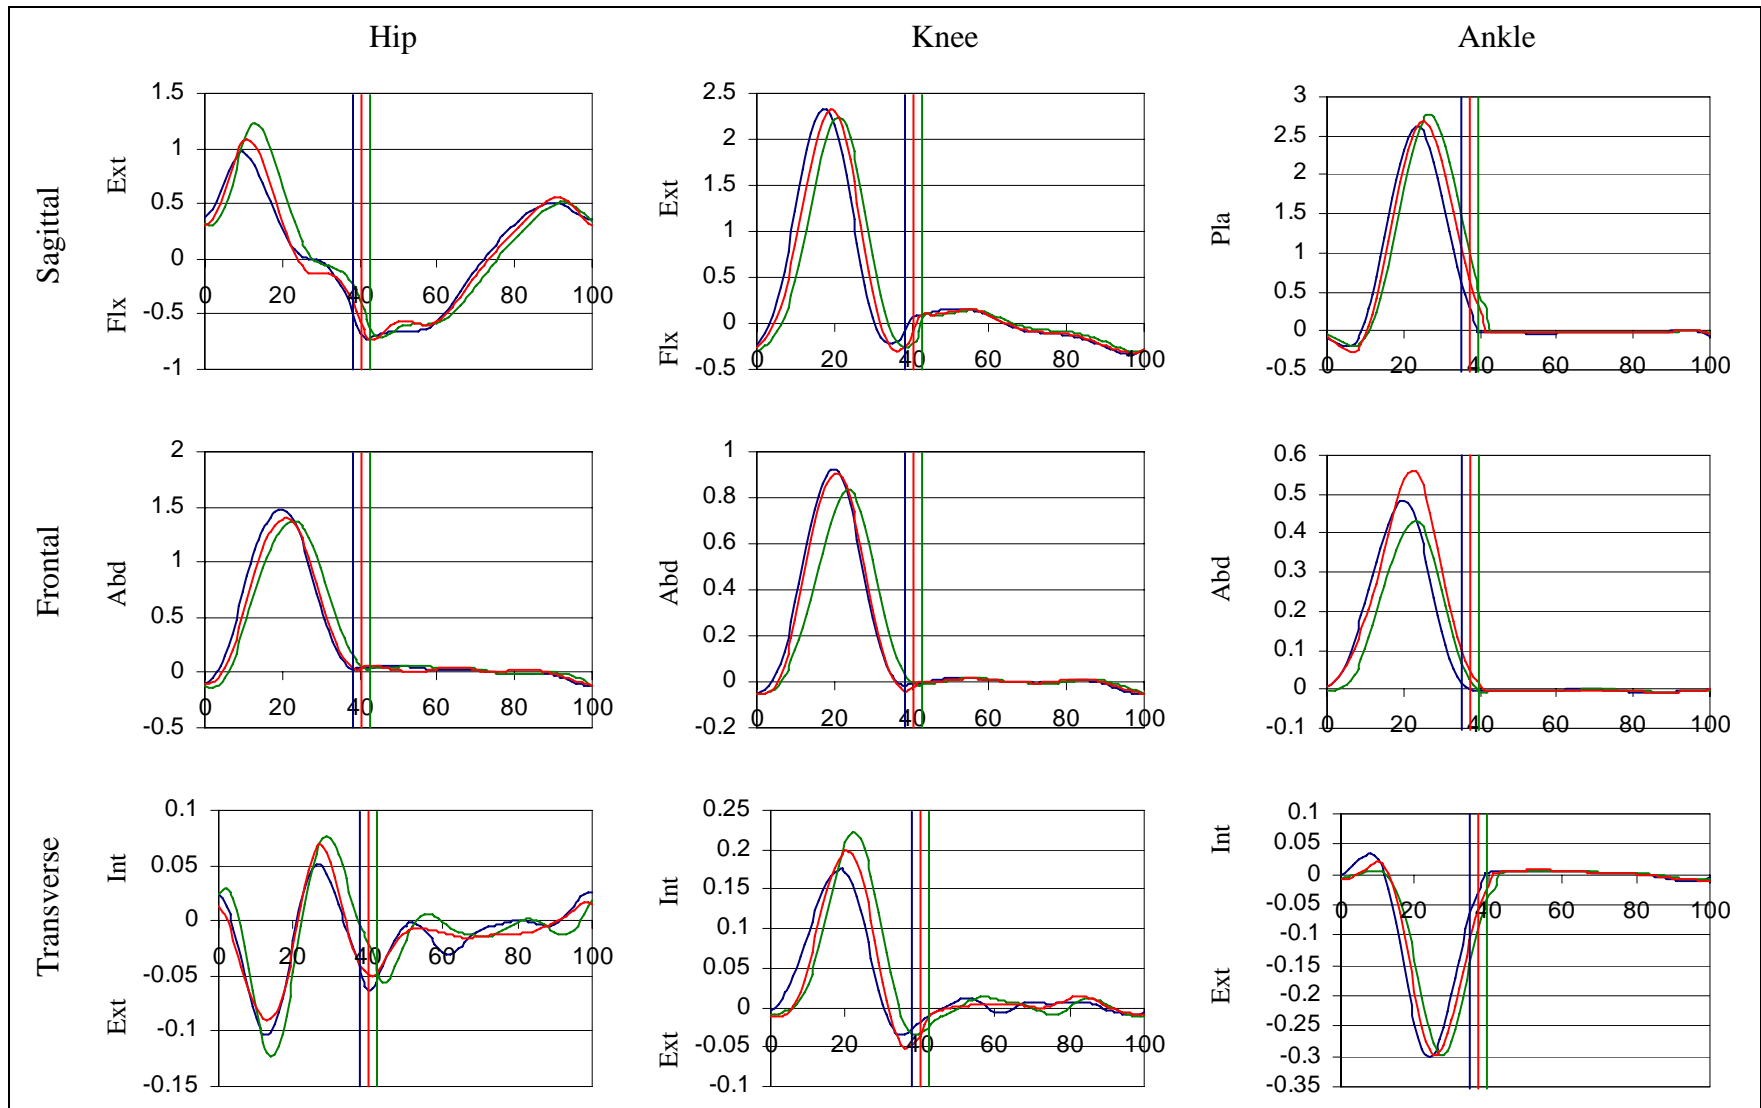 Hip Knee Ankle
Sagittal
Ext
Flx
1.5
1
0.5
0
-0.5
-1
0 20 40 60 80 100
Ext
Flx
2.5
2
1.5
1
0.5
0
-0.5
0 20 40 60 80 100
Pla
3
2.5
2
1.5
1
0.5
0
-0.5
0 20 40 60 80 100
Frontal
Abd
2
1.5
1
0.5
0
-0.5
0 20 40 60 80 100
Abd
1
0.8
0.6
0.4
0.2
0
-0.2
0 20 40 60 80 100
Abd
0.6
0.5
0.4
0.3
0.2
0.1
0
-0.1
0 20 40 60 80 100
Transverse
Int
Ext
0.1
0.05
0
-0.05
-0.1
-0.15
0 20 40 60 80 100
Int
Ext
0.25
0.2
0.15
0.1
0.05
0
-0.05
-0.1
0 20 40 60 80 100
Int
Ext
0.1
0.05
0
-0.05
-0.1
-0.15
-0.2
-0.25
-0.3
-0.35
0 20 40 60 80 100